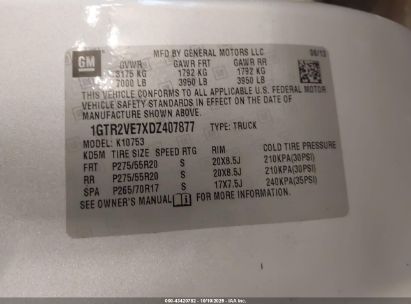 GM
MFD BY GENERAL MOTORS LLC
08/13
GVWR GAWR FRT GAWR RR
3175 KG 1792 KG 1792 KG
7000 LB 3950 LB 3950 LB
THIS VEHICLE CONFORMS TO ALL APPLICABLE U.S.
VEHICLE SAFETY STANDARDS IN EFFECT ON THE DATE OF
MANUFACTURE SHOWN ABOVE.
1GTR2VE7XDZ407877 TYPE: TRUCK
MODEL: K10753
KD5M TIRE SIZE SPEED RTG RIM COLD TIRE PRESSURE
FRT P275/55R20 S 20X8.5J 210KPA(30PSI)
RR P275/55R20 S 20X8.5J 210KPA(30PSI)
SPA P265/70R17 S 17X7.5J 240KPA(35PSI)
SEE OWNER'S MANUAL FOR MORE INFORMATION.